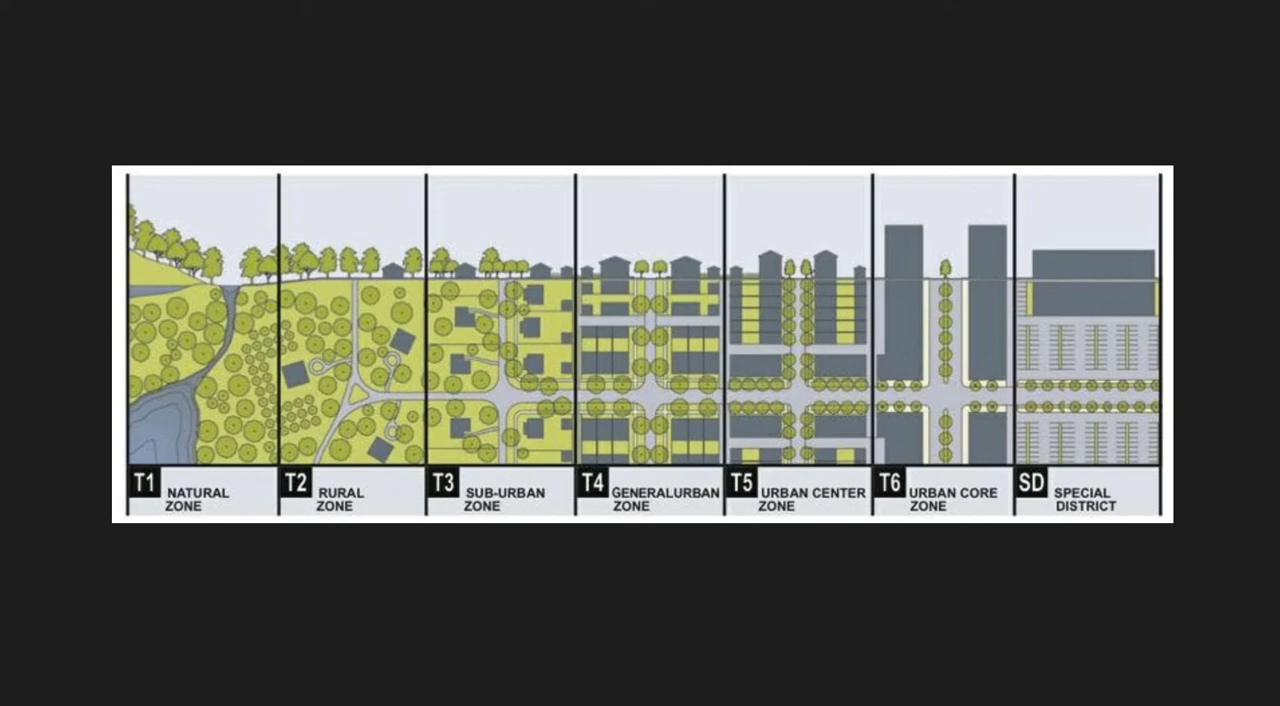 T1 NATURAL
ZONE
T2 RURAL
ZONE
T3 SUB-URBAN
ZONE
T4 GENERALURBAN
ZONE
T5 URBAN CENTER
ZONE
T6 URBAN CORE
ZONE
SD SPECIAL
DISTRICT